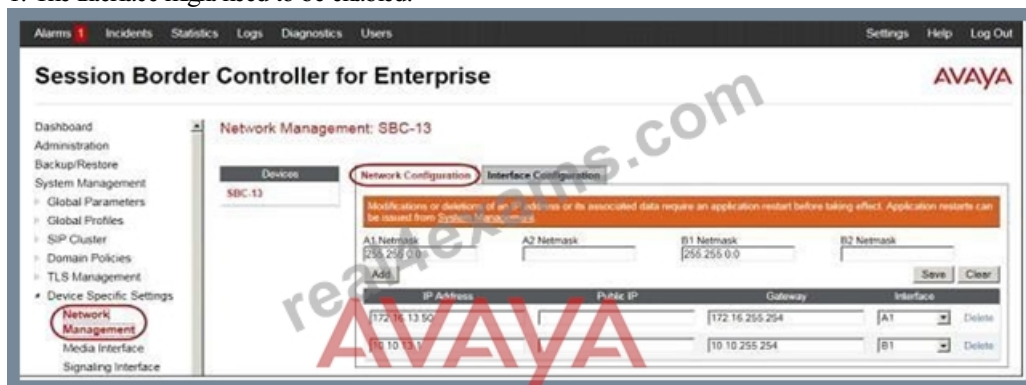 1. The interface might need to be enabled.
Alarms 1 Incidents Statistics Logs Diagnostics Users Settings Help Log Out
Session Border Controller for Enterprise
AVAYA
Dashboard
Administration
Backup/Restore
System Management
Global Parameters
Global Profiles
SIP Cluster
Domain Policies
TLS Management
Device Specific Settings
Network Management
Media Interface
Signaling Interface
Network Management: SBC-13
Devices
SBC-13
Network Configuration Interface Configuration
Modifications or deletions of an IP address or its associated data require an application restart before taking effect. Application restarts can
be issued from System Management.
A1 Netmask A2 Netmask B1 Netmask B2 Netmask
255.255.0.0 255.255.0.0
Add Save Clear
IP Address Public IP Gateway Interface
172.16.13.50 172.16.255.254 A1 Delete
10.10.13.1 10.10.255.254 B1 Delete
real4exams.com
AVAYA